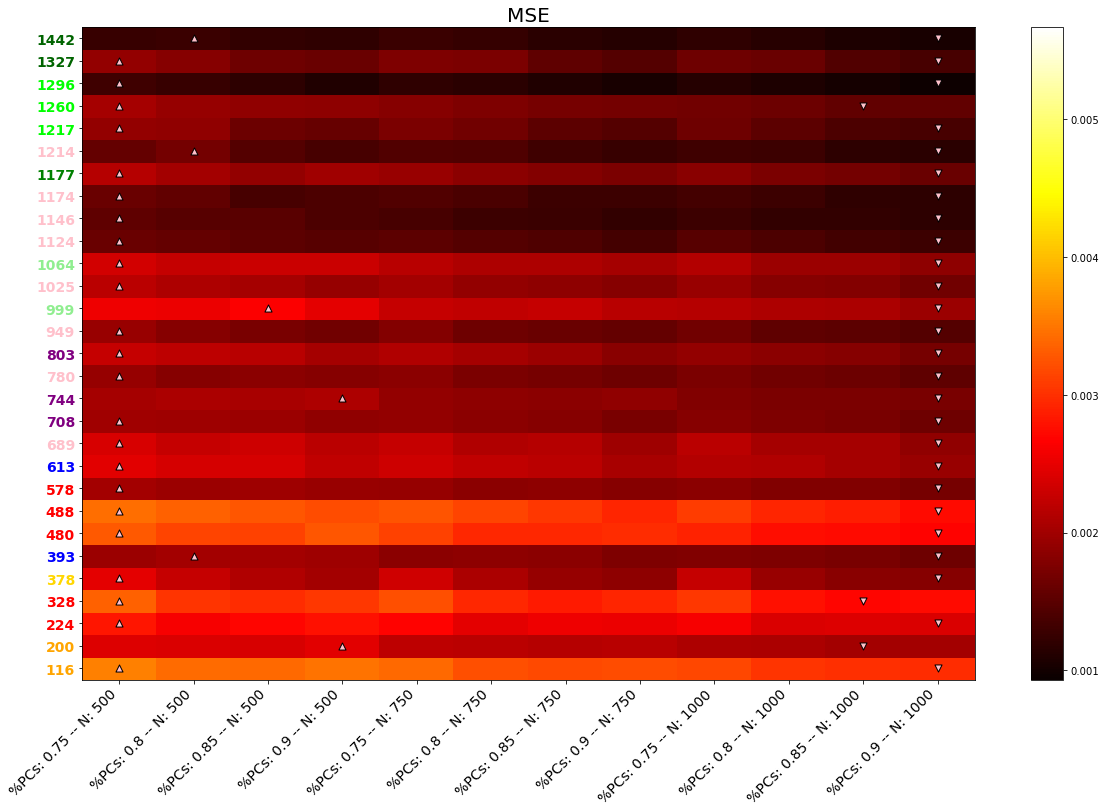 MSE
1442
1327
1296
1260
1217
1214
1177
1174
1146
1124
1064
1025
999
949
803
780
744
708
689
613
578
488
480
393
378
328
224
200
116
%PCs: 0.75 -- N: 500
%PCs: 0.8 -- N: 500
%PCs: 0.85 -- N: 500
%PCs: 0.9 -- N: 500
%PCs: 0.75 -- N: 750
%PCs: 0.8 -- N: 750
%PCs: 0.85 -- N: 750
%PCs: 0.9 -- N: 750
%PCs: 0.75 -- N: 1000
%PCs: 0.8 -- N: 1000
%PCs: 0.85 -- N: 1000
%PCs: 0.9 -- N: 1000
0.005
0.004
0.003
0.002
0.001